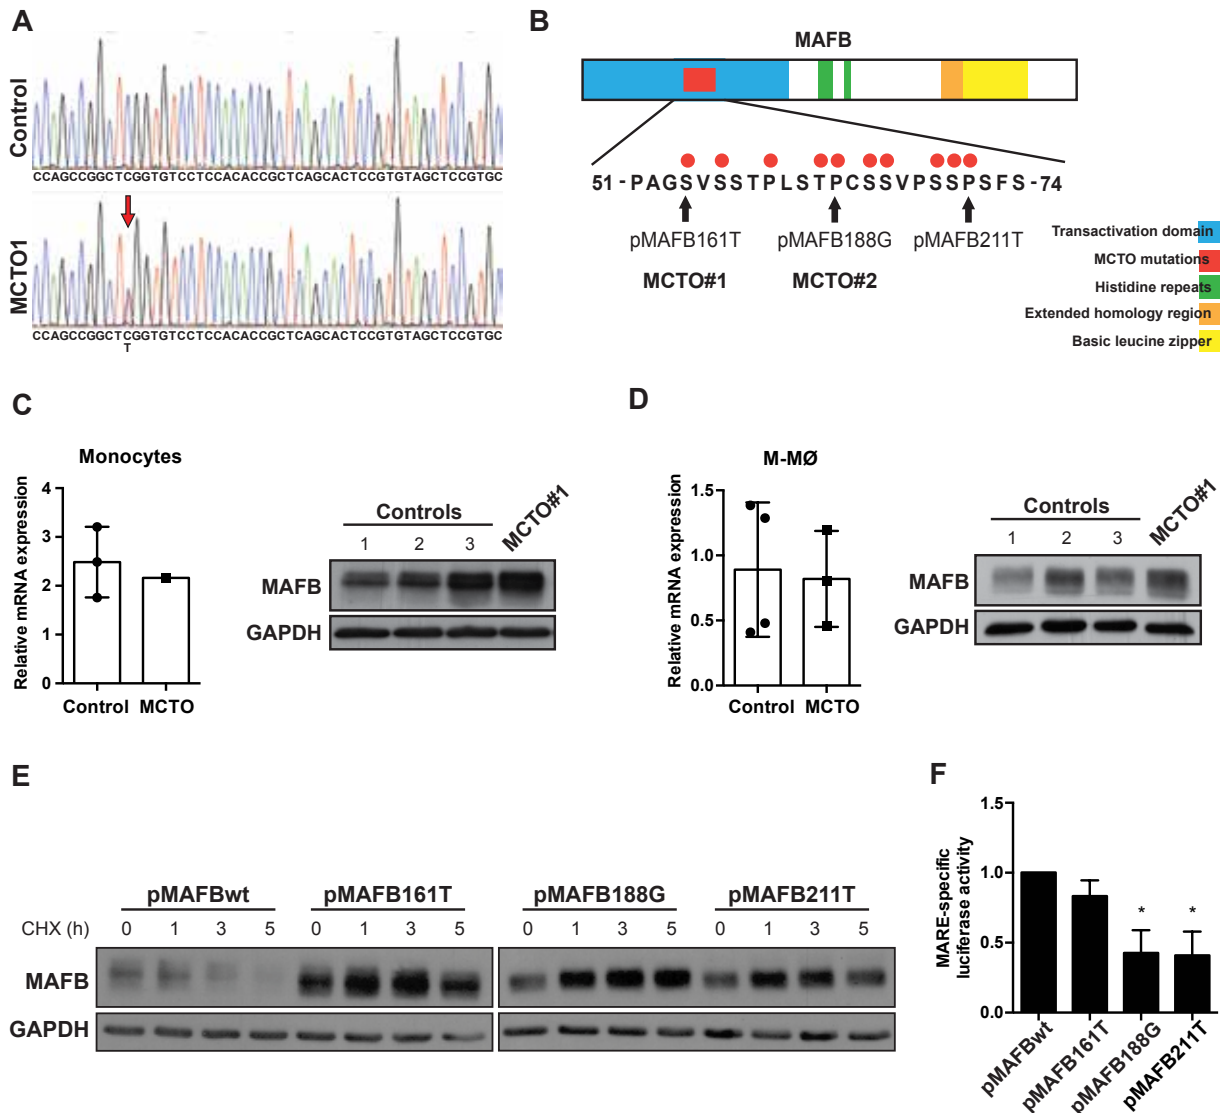 A
Control
CCAGCCGGCTCGGTGTCCTCCACACCGCTCAGCACTCCGTGTAGCTCCGTGC
MCTO1
CCAGCCGGCTCGGTGTCCTCCACACCGCTCAGCACTCCGTGTAGCTCCGTGC
T
B
MAFB
51 - PAGSVSSTPLSTPCSSVPSSPSFS - 74
pMAFB161T pMAFB188G pMAFB211T
MCTO#1 MCTO#2
Transactivation domain
MCTO mutations
Histidine repeats
Extended homology region
Basic leucine zipper
C
Monocytes
Relative mRNA expression
4
3
2
1
0
Control MCTO
Controls
MCTO#1
1 2 3
MAFB
GAPDH
D
M-MØ
Relative mRNA expression
1.5
1.0
0.5
0.0
Control MCTO
Controls
MCTO#1
1 2 3
MAFB
GAPDH
E
pMAFBwt pMAFB161T pMAFB188G pMAFB211T
CHX (h) 0 1 3 5 0 1 3 5 0 1 3 5 0 1 3 5
MAFB
GAPDH
F
MARE-specific
luciferase activity
1.5
1.0
0.5
0.0
* *
pMAFBwt
pMAFB161T
pMAFB188G
pMAFB211T